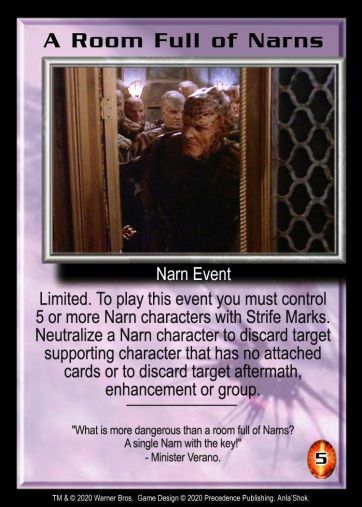 A Room Full of Narns
Narn Event
Limited. To play this event you must control
5 or more Narn characters with Strife Marks.
Neutralize a Narn character to discard target
supporting character that has no attached
cards or to discard target aftermath,
enhancement or group.
"What is more dangerous than a room full of Narns?
A single Narn with the key!"
- Minister Verano.
5
TM & © 2020 Warner Bros. Game Design © 2020 Precedence Publishing. Anla'Shok.